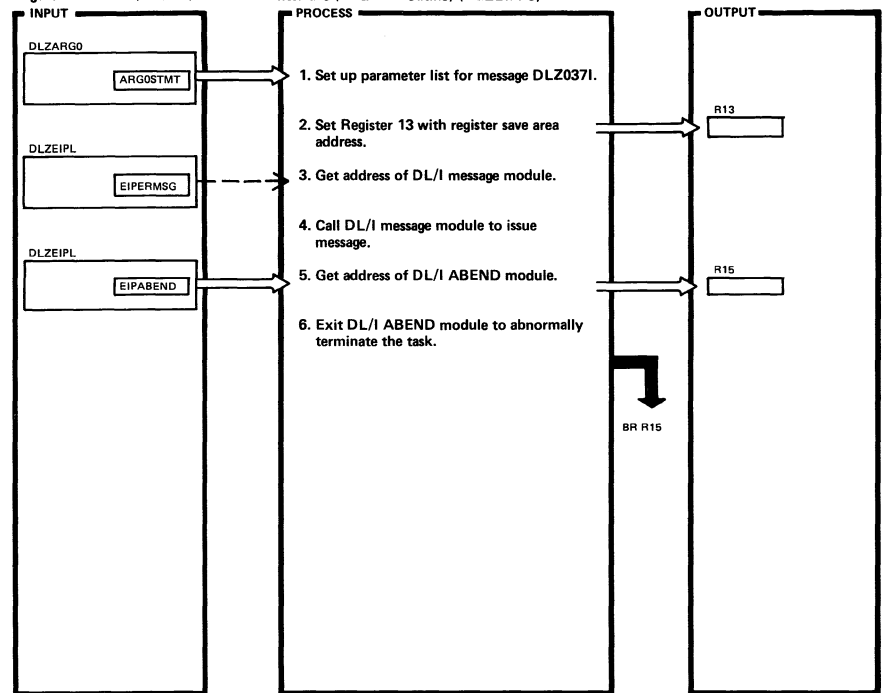 INPUT
PROCESS
OUTPUT
DLZARG0
ARG0STMT
1. Set up parameter list for message DLZ037I.
2. Set Register 13 with register save area
address.
R13
DLZEIPL
EIPERMSG
3. Get address of DL/I message module.
4. Call DL/I message module to issue
message.
DLZEIPL
EIPABEND
5. Get address of DL/I ABEND module.
R15
6. Exit DL/I ABEND module to abnormally
terminate the task.
BR R15